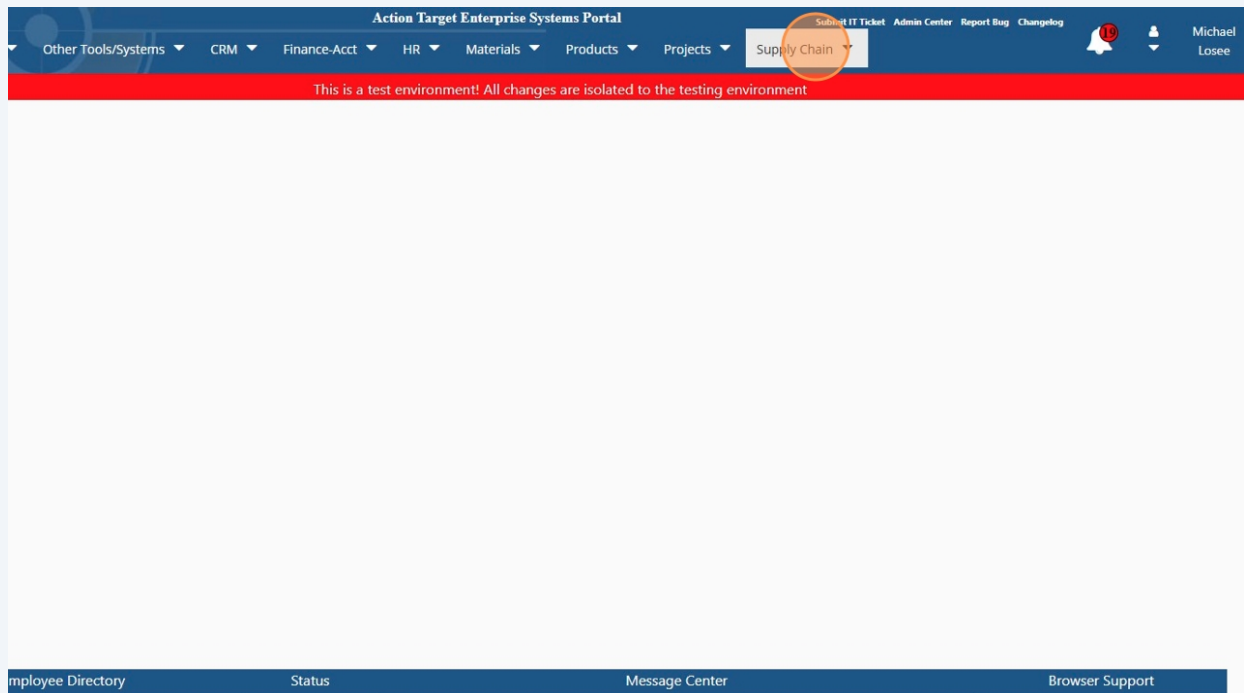 Action Target Enterprise Systems Portal
Submit IT Ticket Admin Center Report Bug Changelog
19
Michael
Losee
Other Tools/Systems CRM Finance-Acct HR Materials Products Projects Supply Chain
This is a test environment! All changes are isolated to the testing environment
mployee Directory Status Message Center Browser Support